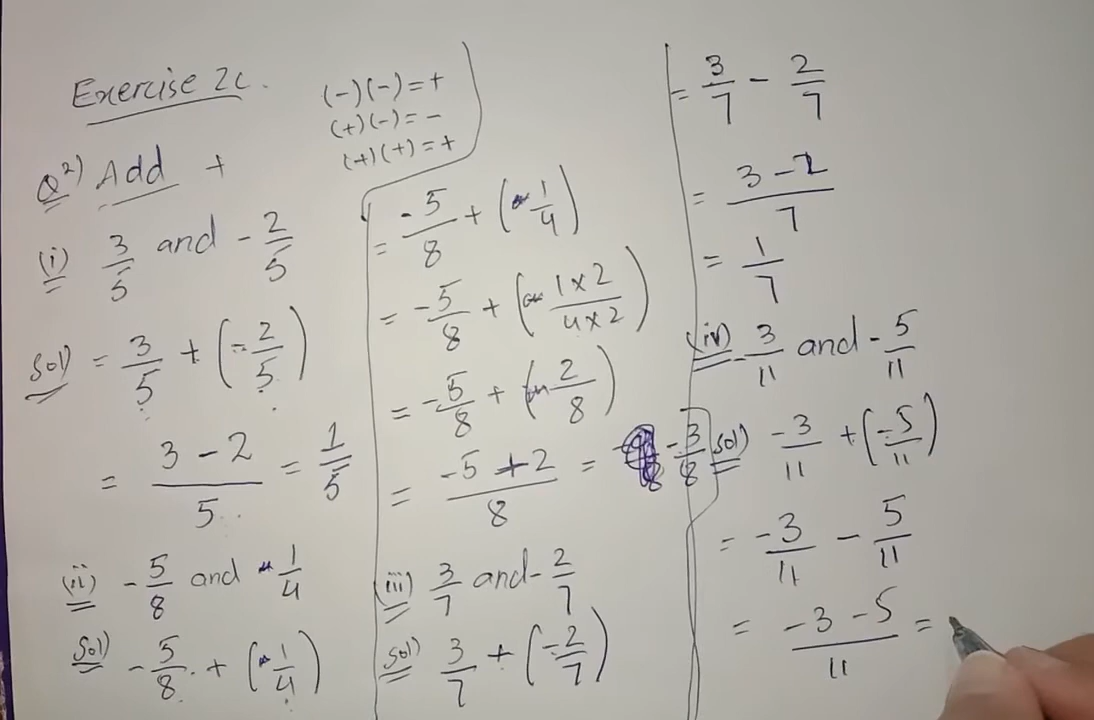 Exercise 2c.
(-)(-) = +
(+)(-) = -
(+)(+) = +
Q2) Add +
(i) 3/5 and - 2/5
Sol) = 3/5 + (- 2/5)
= (3 - 2)/5 = 1/5
(ii) - 5/8 and 1/4
Sol) - 5/8 + (1/4)
= - 5/8 + (1/4)
= - 5/8 + ((1 x 2)/(4 x 2))
= - 5/8 + (2/8)
= (-5 + 2)/8 = - 3/8
(iii) 3/7 and - 2/7
Sol) 3/7 + (- 2/7)
= 3/7 - 2/7
= (3 - 2)/7
= 1/7
(iv) - 3/11 and - 5/11
Sol) - 3/11 + (- 5/11)
= - 3/11 - 5/11
= (-3 - 5)/11 =